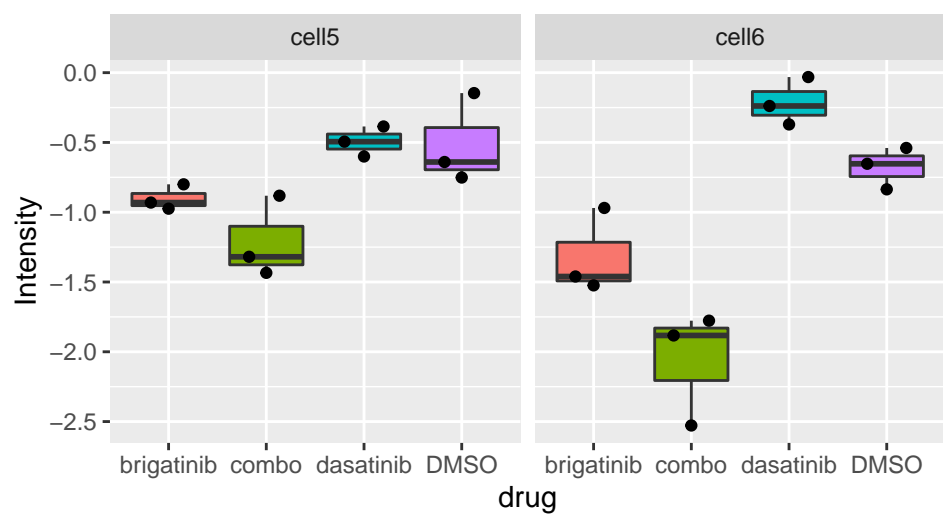 cell5 cell6
Intensity
0.0
−0.5
−1.0
−1.5
−2.0
−2.5
brigatinib combo dasatinib DMSO brigatinib combo dasatinib DMSO
drug